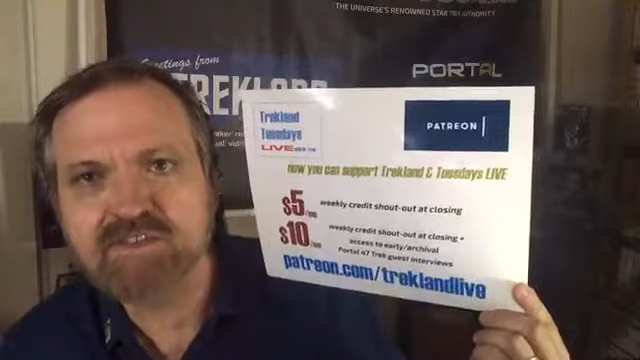 THE UNIVERSE'S RENOWNED STAR TREK AUTHORITY
Greetings from
TREKLAND
PORTAL
Trekland
Tuesdays
LIVE
PATREON
now you can support Trekland & Tuesdays LIVE
$5/mo weekly credit shout-out at closing
$10/mo weekly credit shout-out at closing +
access to early/archival
Portal 47 Trek guest interviews
patreon.com/treklandlive